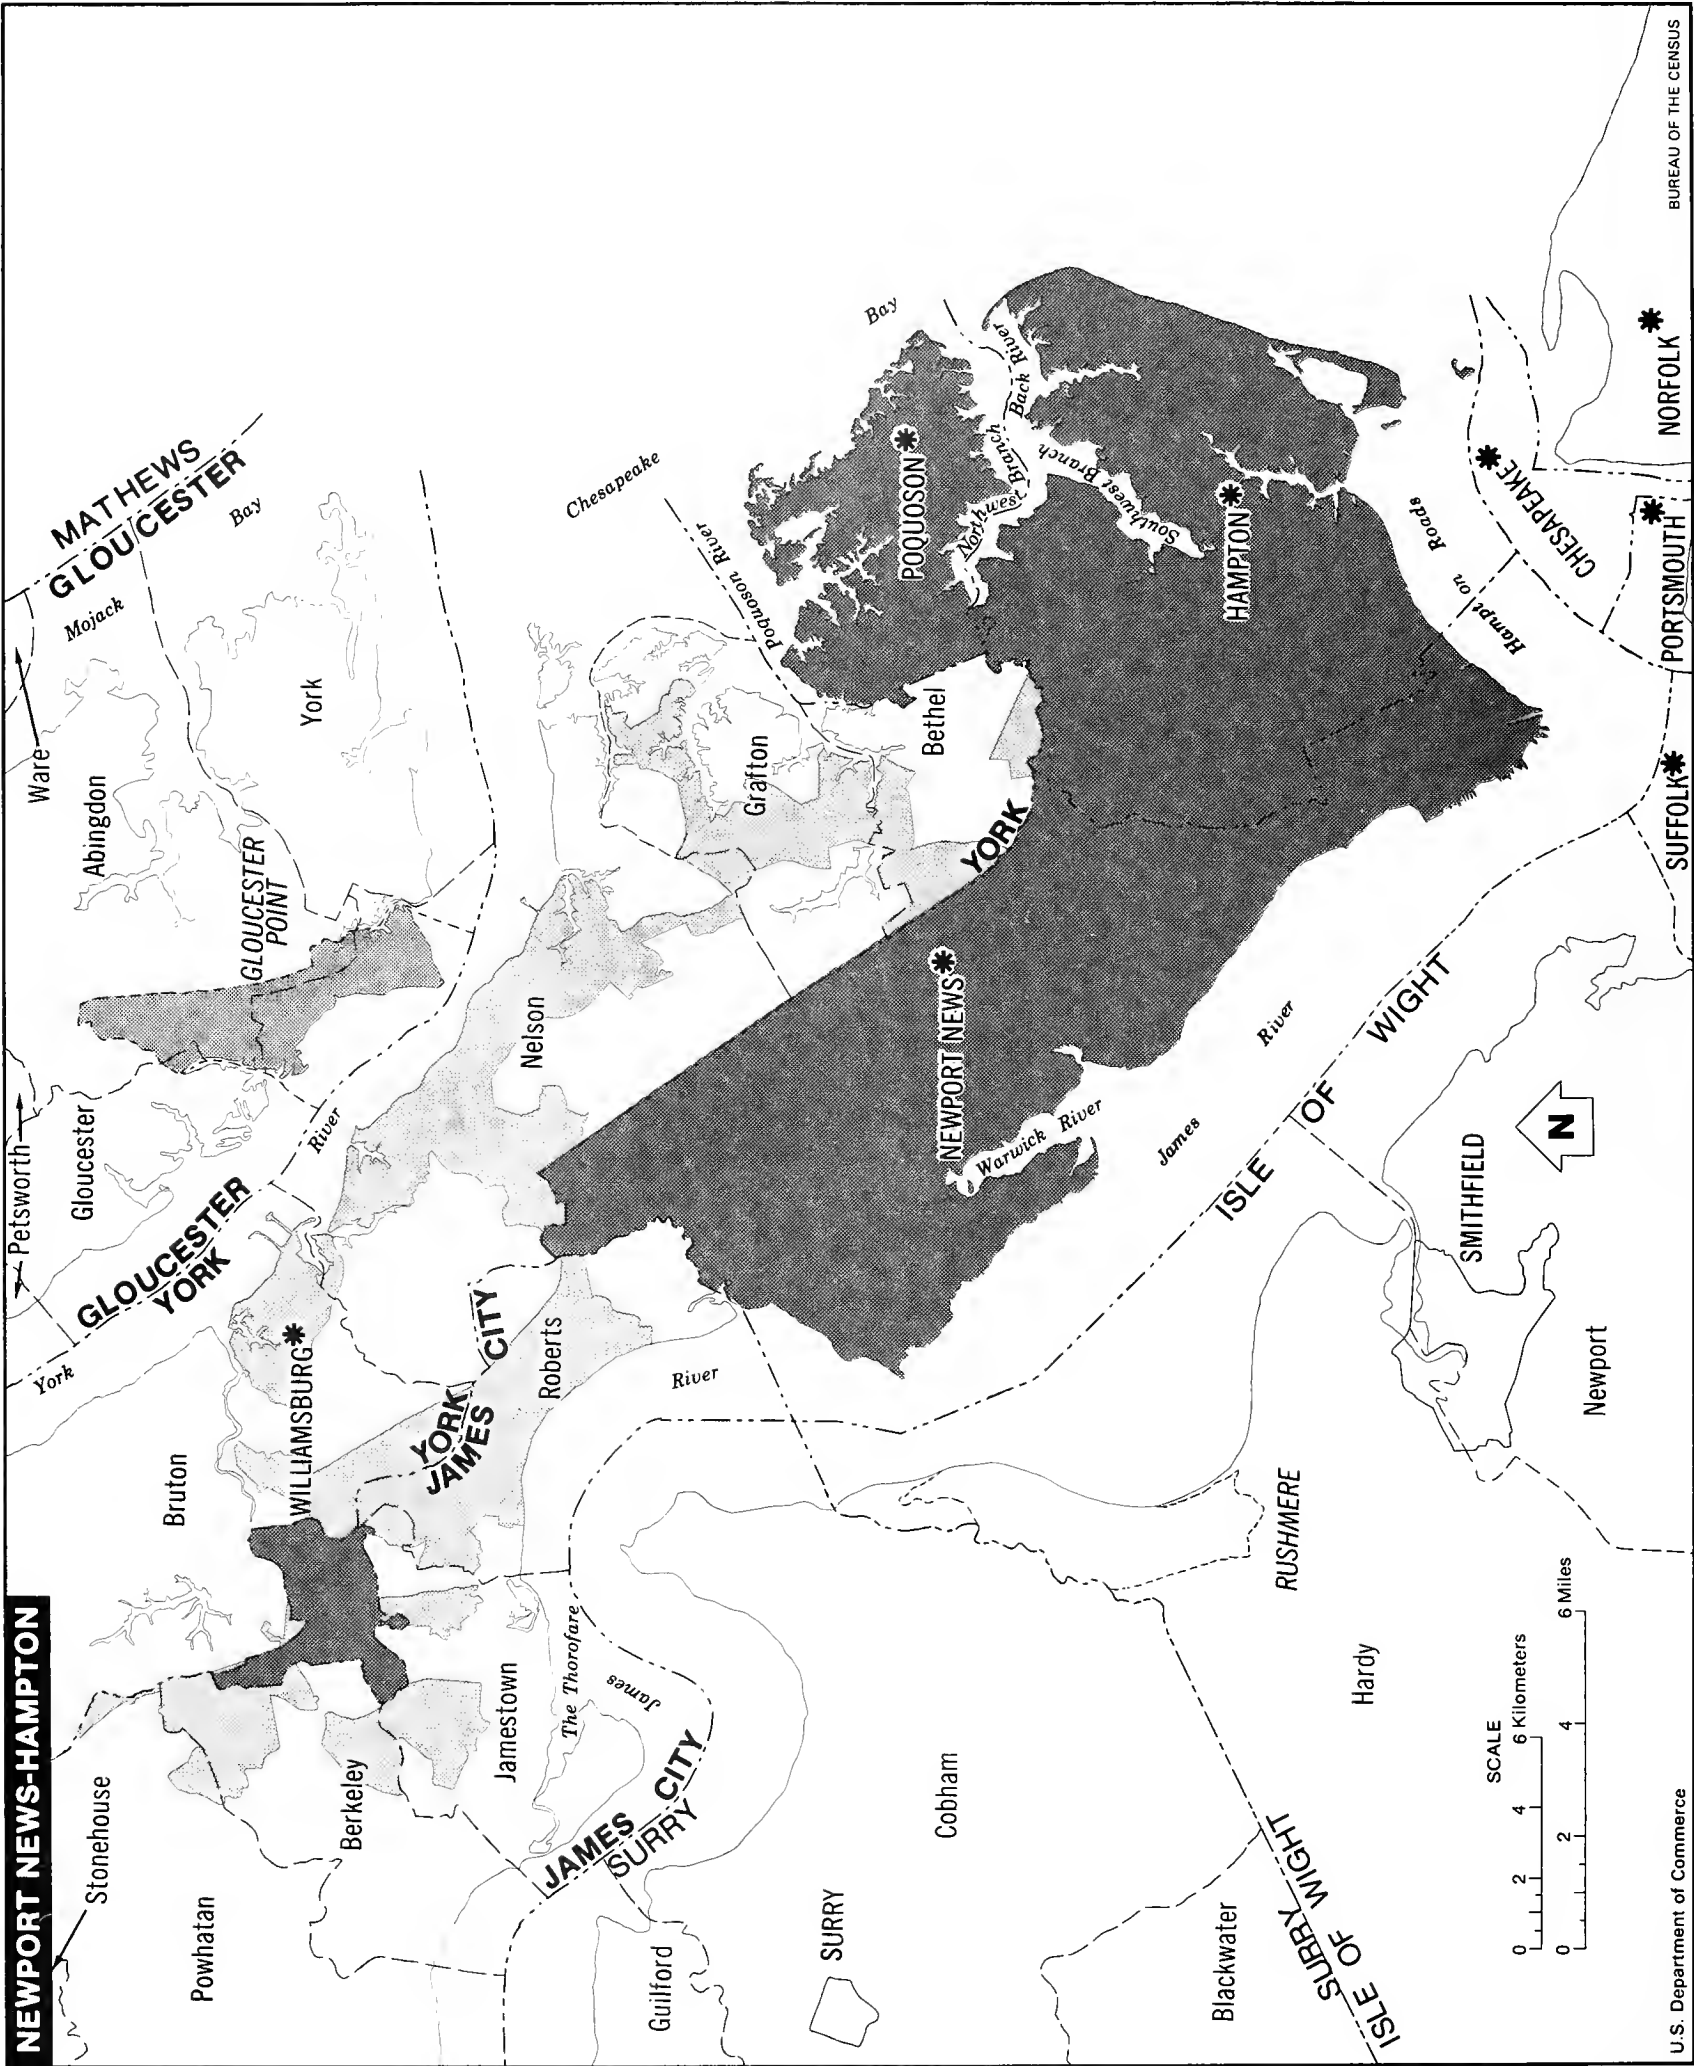 NEWPORT NEWS-HAMPTON
Stonehouse
Powhatan
Berkeley
Jamestown
Bruton
WILLIAMSBURG
YORK
JAMES
CITY
Roberts
York
GLOUCESTER
YORK
River
Petsworth
Gloucester
Ware
Abingdon
GLOUCESTER
POINT
York
Mojack
Bay
MATHEWS
GLOUCESTER
Nelson
Grafton
Bethel
YORK
Chesapeake
Bay
Poquoson River
POQUOSON
Northwest Branch
Back River
Southwest Branch
HAMPTON
NEWPORT NEWS
Warwick River
James
River
Hampton
Roads
CHESAPEAKE
NORFOLK
PORTSMOUTH
SUFFOLK
ISLE
OF
WIGHT
SMITHFIELD
N
Newport
River
The Thorofare
James
JAMES CITY
SURRY
Guilford
SURRY
Cobham
RUSHMERE
Hardy
Blackwater
SURRY
ISLE OF WIGHT
SCALE
0 2 4 6 Kilometers
0 2 4 6 Miles
U.S. Department of Commerce
BUREAU OF THE CENSUS